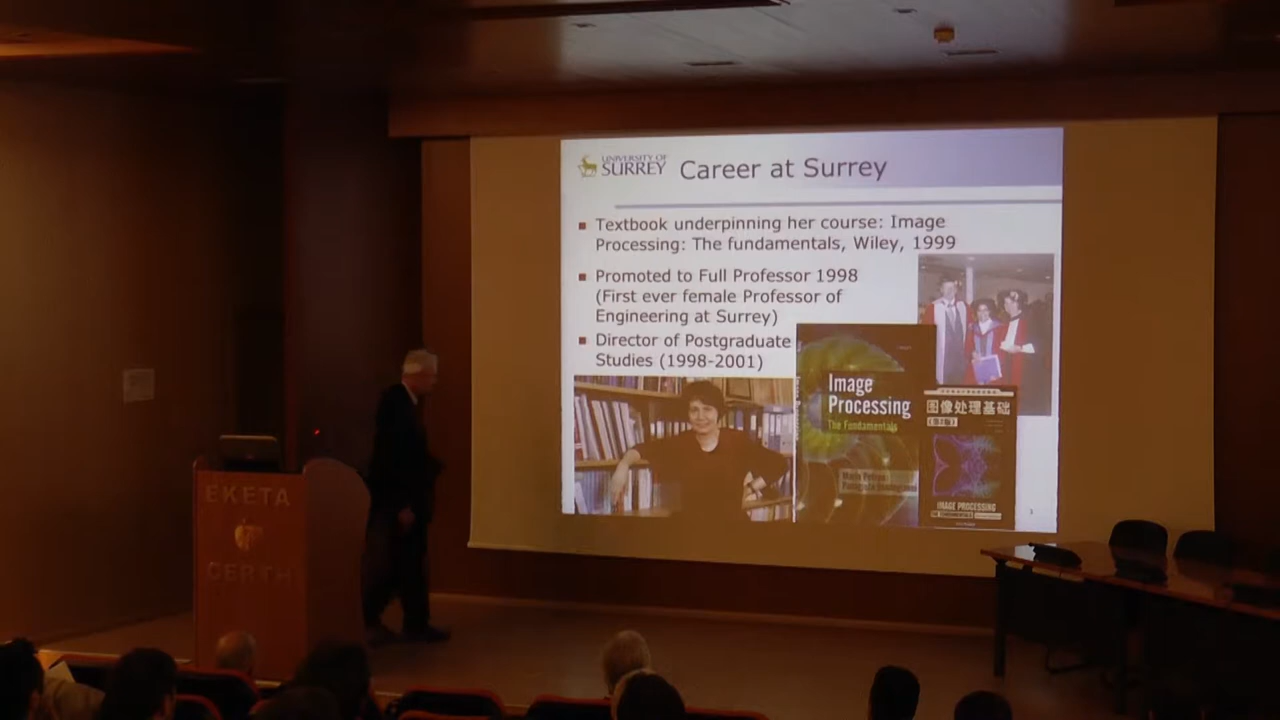 UNIVERSITY OF
SURREY
Career at Surrey
Textbook underpinning her course: Image
Processing: The fundamentals, Wiley, 1999
Promoted to Full Professor 1998
(First ever female Professor of
Engineering at Surrey)
Director of Postgraduate
Studies (1998-2001)
Image
Processing
The Fundamentals
图像处理基础
IMAGE PROCESSING
THE FUNDAMENTALS
EKETA
CERTH